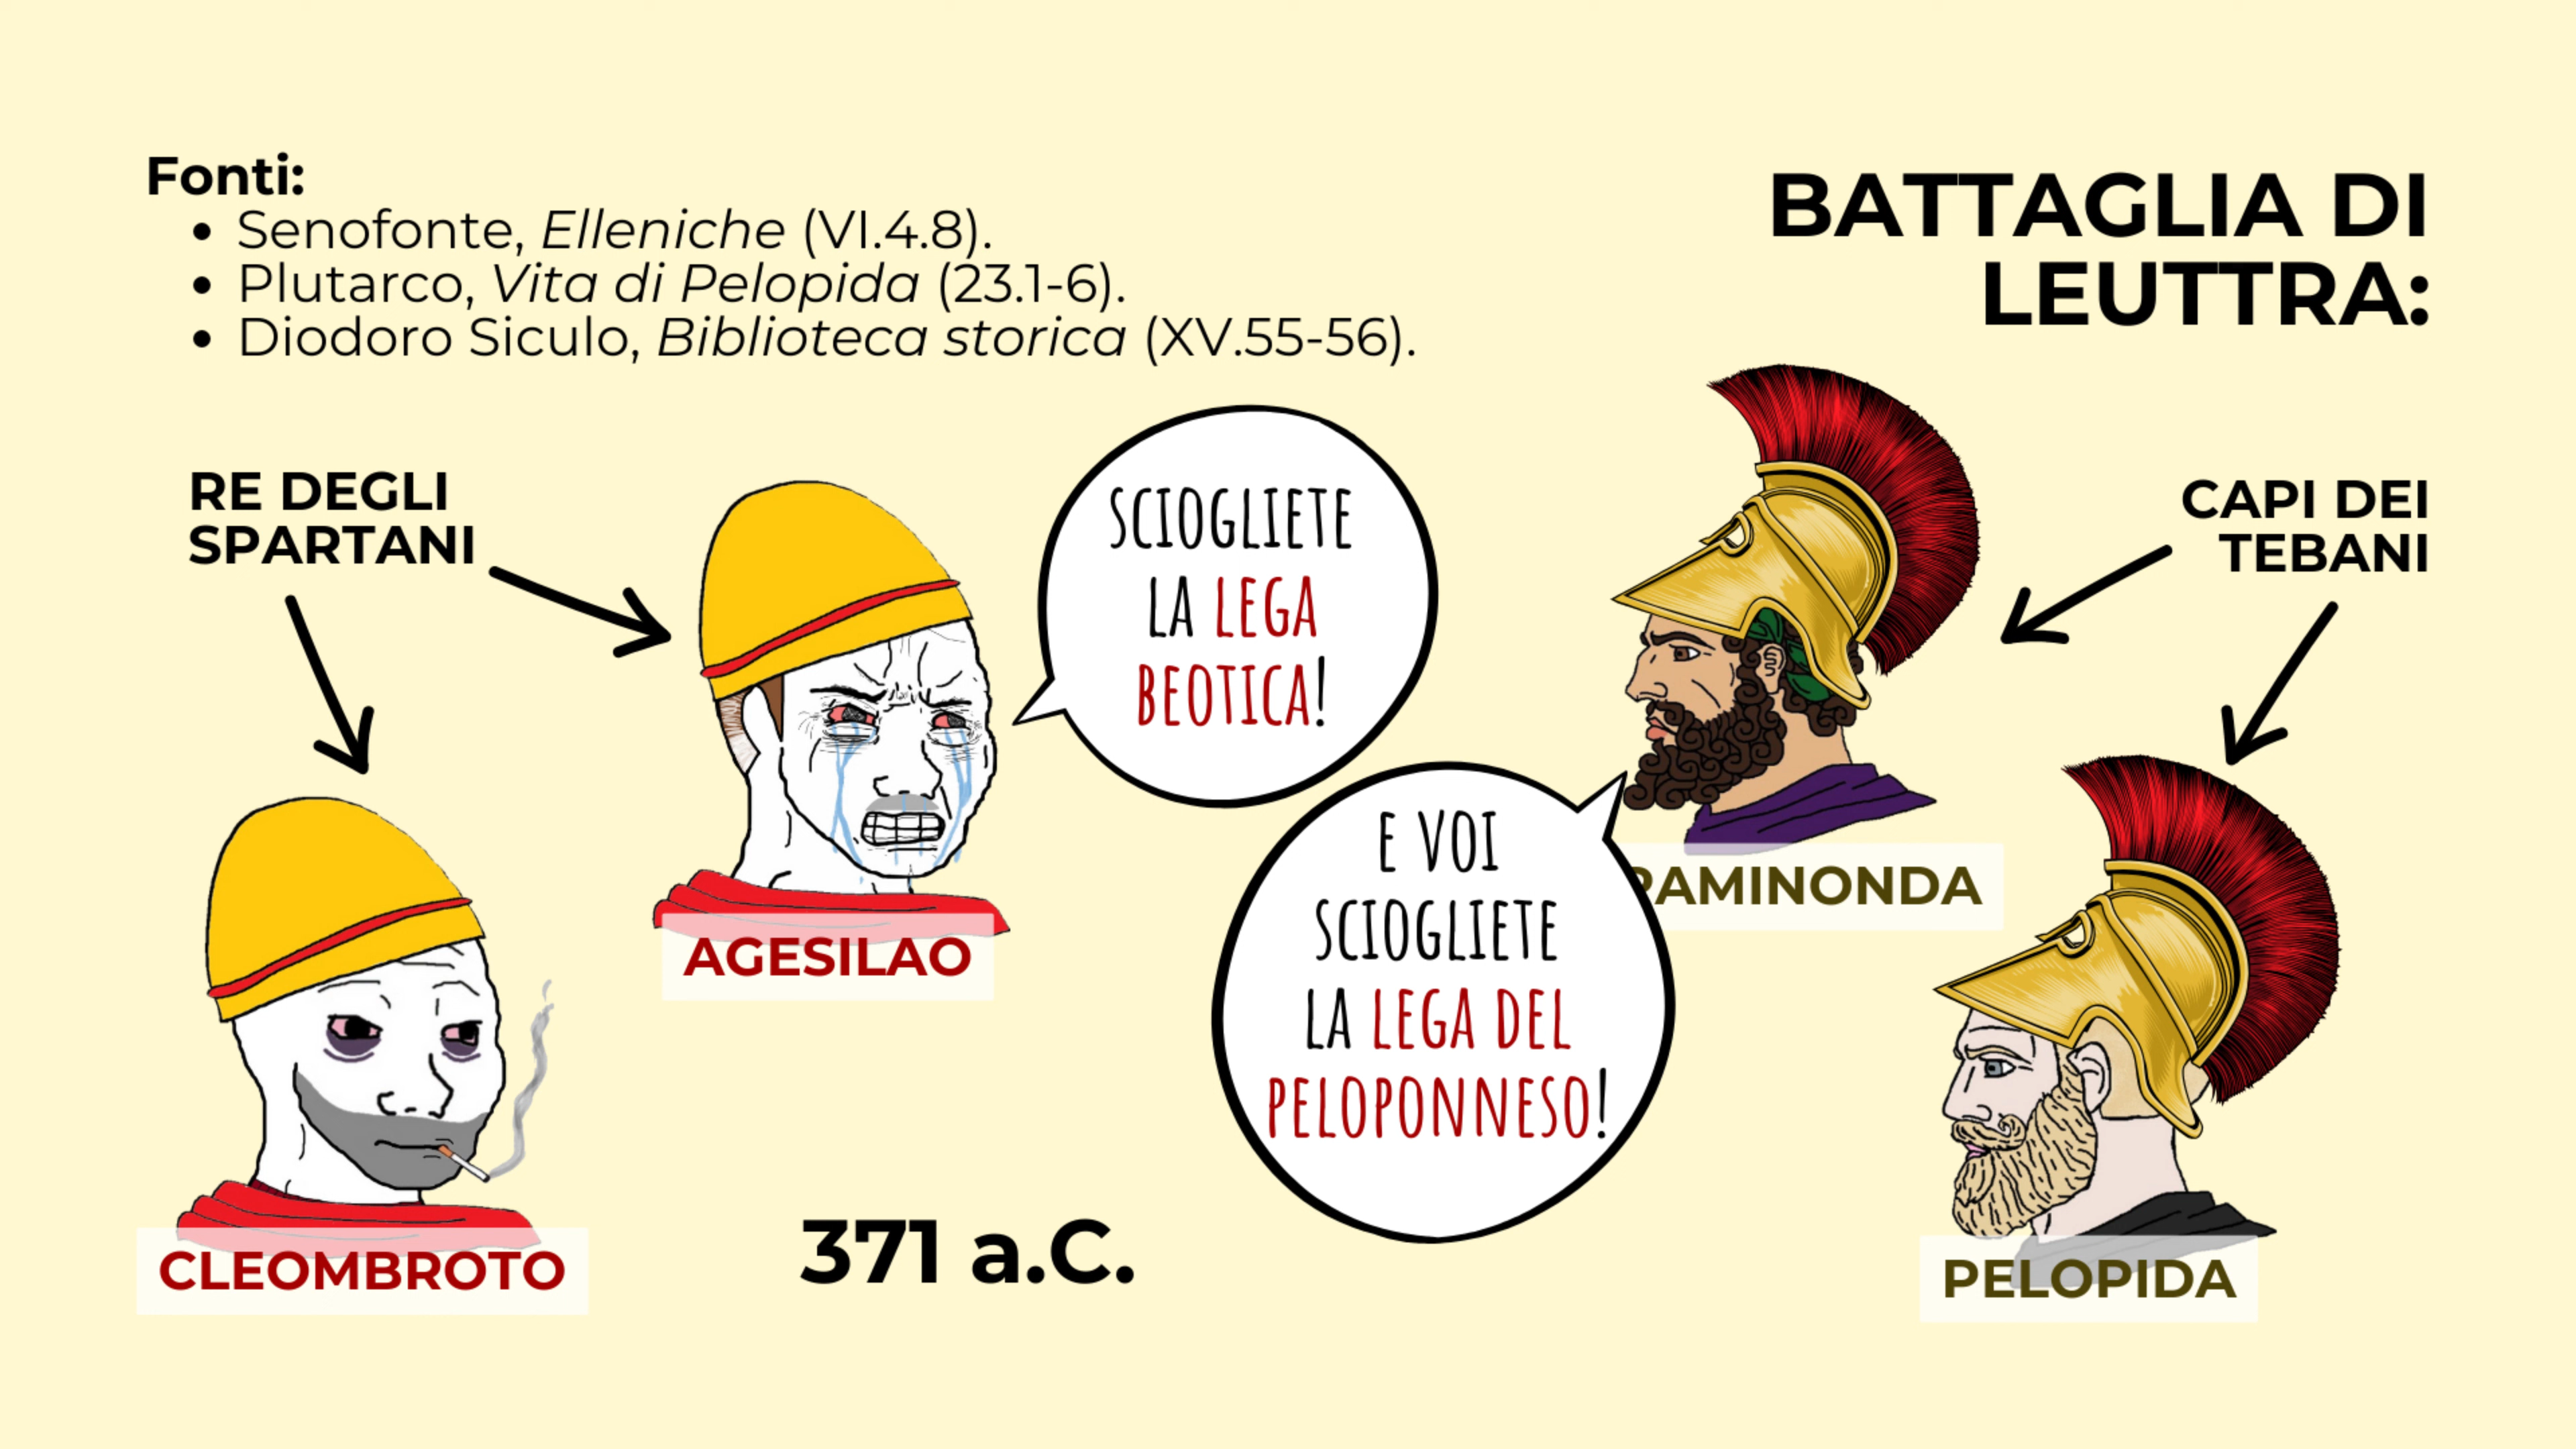 Fonti:
• Senofonte, Elleniche (VI.4.8).
• Plutarco, Vita di Pelopida (23.1-6).
• Diodoro Siculo, Biblioteca storica (XV.55-56).
BATTAGLIA DI
LEUTTRA:
RE DEGLI
SPARTANI
SCIOGLIETE
LA LEGA
BEOTICA!
CAPI DEI
TEBANI
E VOI
SCIOGLIETE
LA LEGA DEL
PELOPONNESO!
AGESILAO
CLEOMBROTO
371 a.C.
PELOPIDA